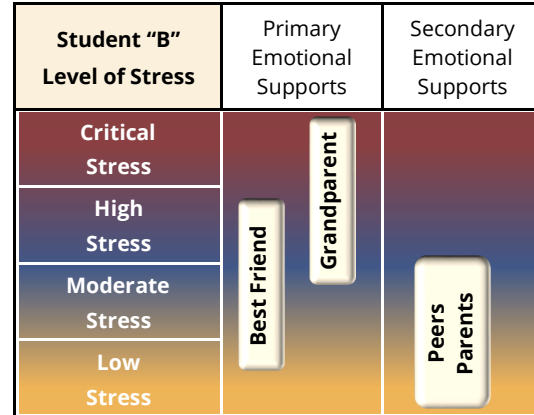 Student “B”
Level of Stress
Primary
Emotional
Supports
Secondary
Emotional
Supports
Critical
Stress
High
Stress
Moderate
Stress
Low
Stress
Best Friend
Grandparent
Peers
Parents